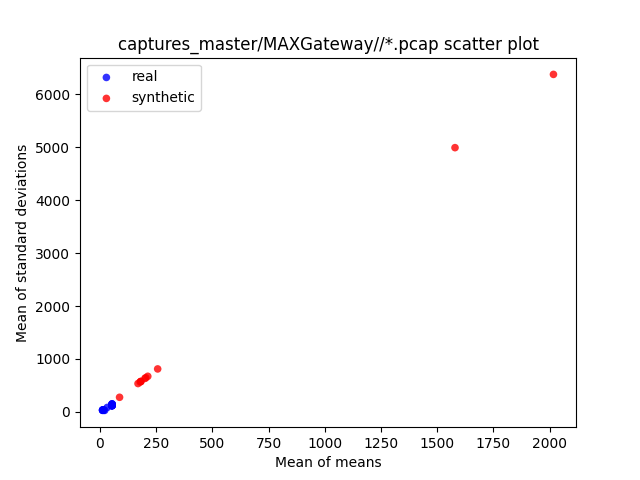 captures_master/MAXGateway//*.pcap scatter plot
real
synthetic
Mean of standard deviations
6000
5000
4000
3000
2000
1000
0
0 250 500 750 1000 1250 1500 1750 2000
Mean of means